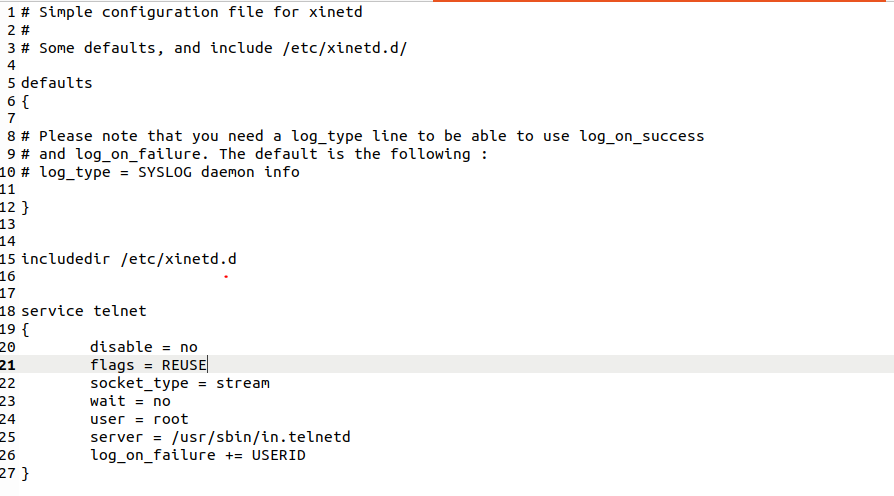 1 # Simple configuration file for xinetd
2 #
3 # Some defaults, and include /etc/xinetd.d/
4
5 defaults
6 {
7
8 # Please note that you need a log_type line to be able to use log_on_success
9 # and log_on_failure. The default is the following :
10 # log_type = SYSLOG daemon info
11
12 }
13
14
15 includedir /etc/xinetd.d
16
17
18 service telnet
19 {
20         disable = no
21         flags = REUSE
22         socket_type = stream
23         wait = no
24         user = root
25         server = /usr/sbin/in.telnetd
26         log_on_failure += USERID
27 }